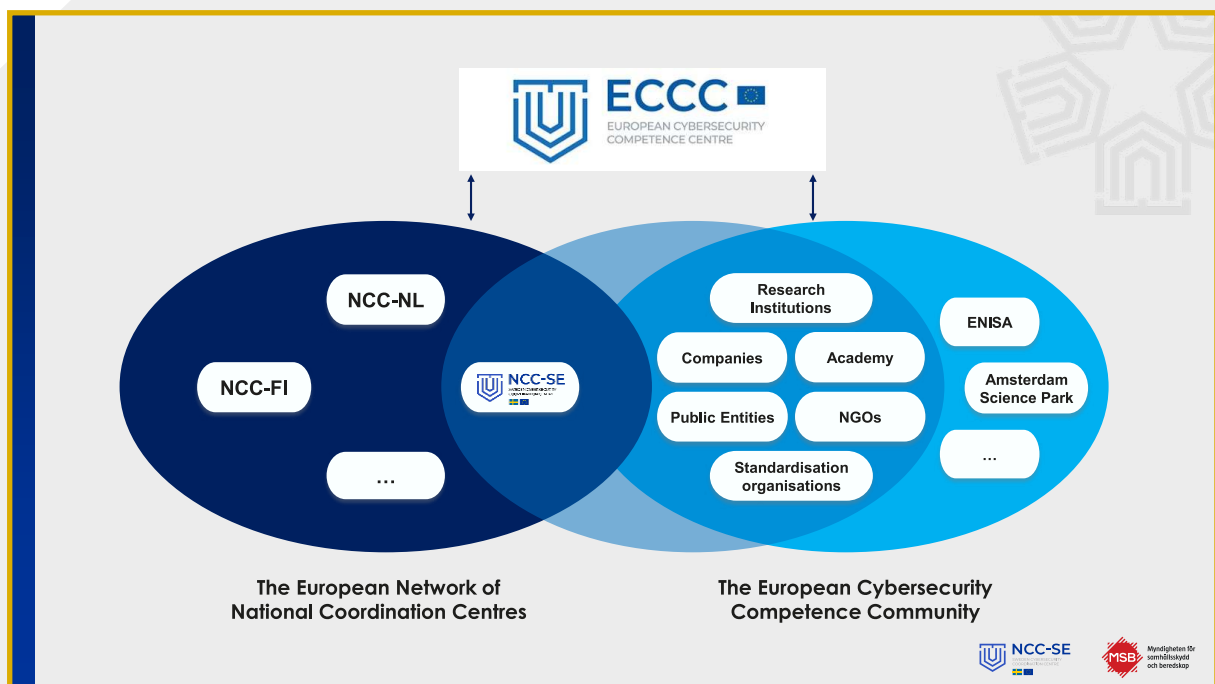 ECCC
EUROPEAN CYBERSECURITY
COMPETENCE CENTRE
NCC-NL
NCC-FI
...
NCC-SE
Research
Institutions
Companies
Academy
Public Entities
NGOs
Standardisation
organisations
ENISA
Amsterdam
Science Park
...
The European Network of
National Coordination Centres
The European Cybersecurity
Competence Community
NCC-SE
MSB
Myndigheten för
samhällsskydd
och beredskap